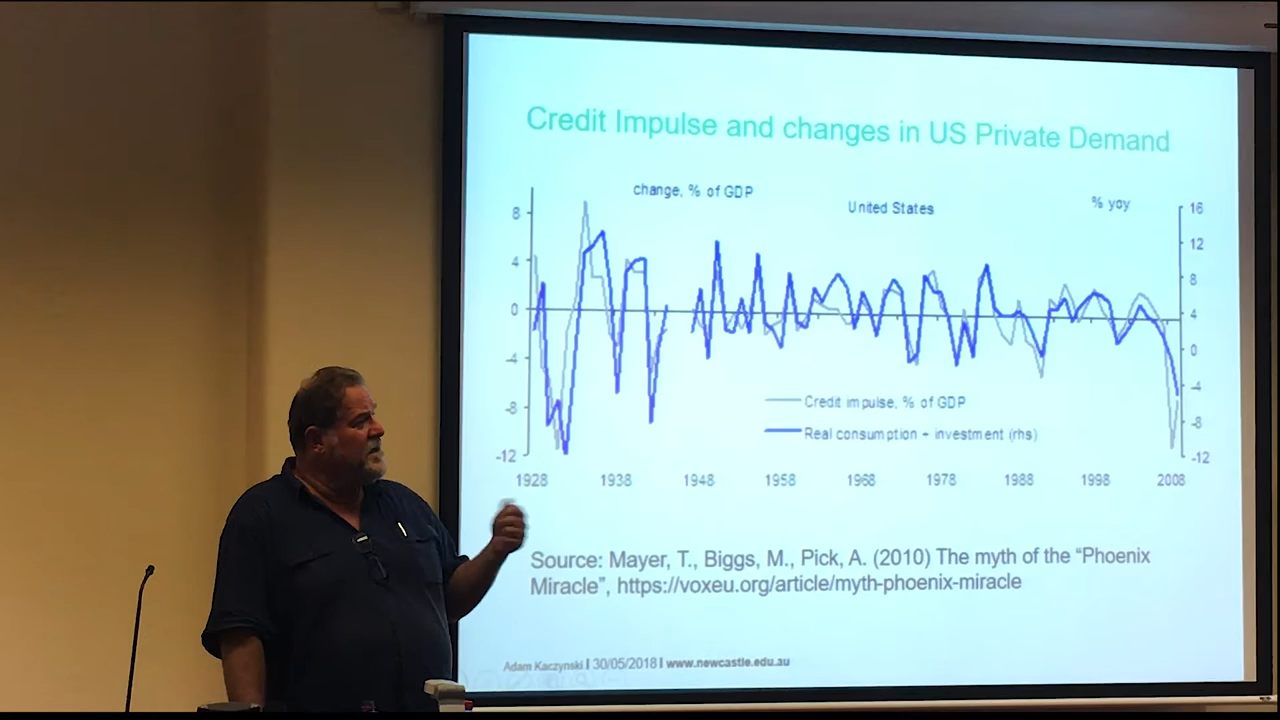 Credit Impulse and changes in US Private Demand
change, % of GDP
United States
% yoy
8
4
0
-4
-8
-12
16
12
8
4
0
-4
-8
-12
Credit impulse, % of GDP
Real consumption + investment (rhs)
1928 1938 1948 1958 1968 1978 1988 1998 2008
Source: Mayer, T., Biggs, M., Pick, A. (2010) The myth of the “Phoenix
Miracle”, https://voxeu.org/article/myth-phoenix-miracle
Adam Kaczynski | 30/05/2018 | www.newcastle.edu.au